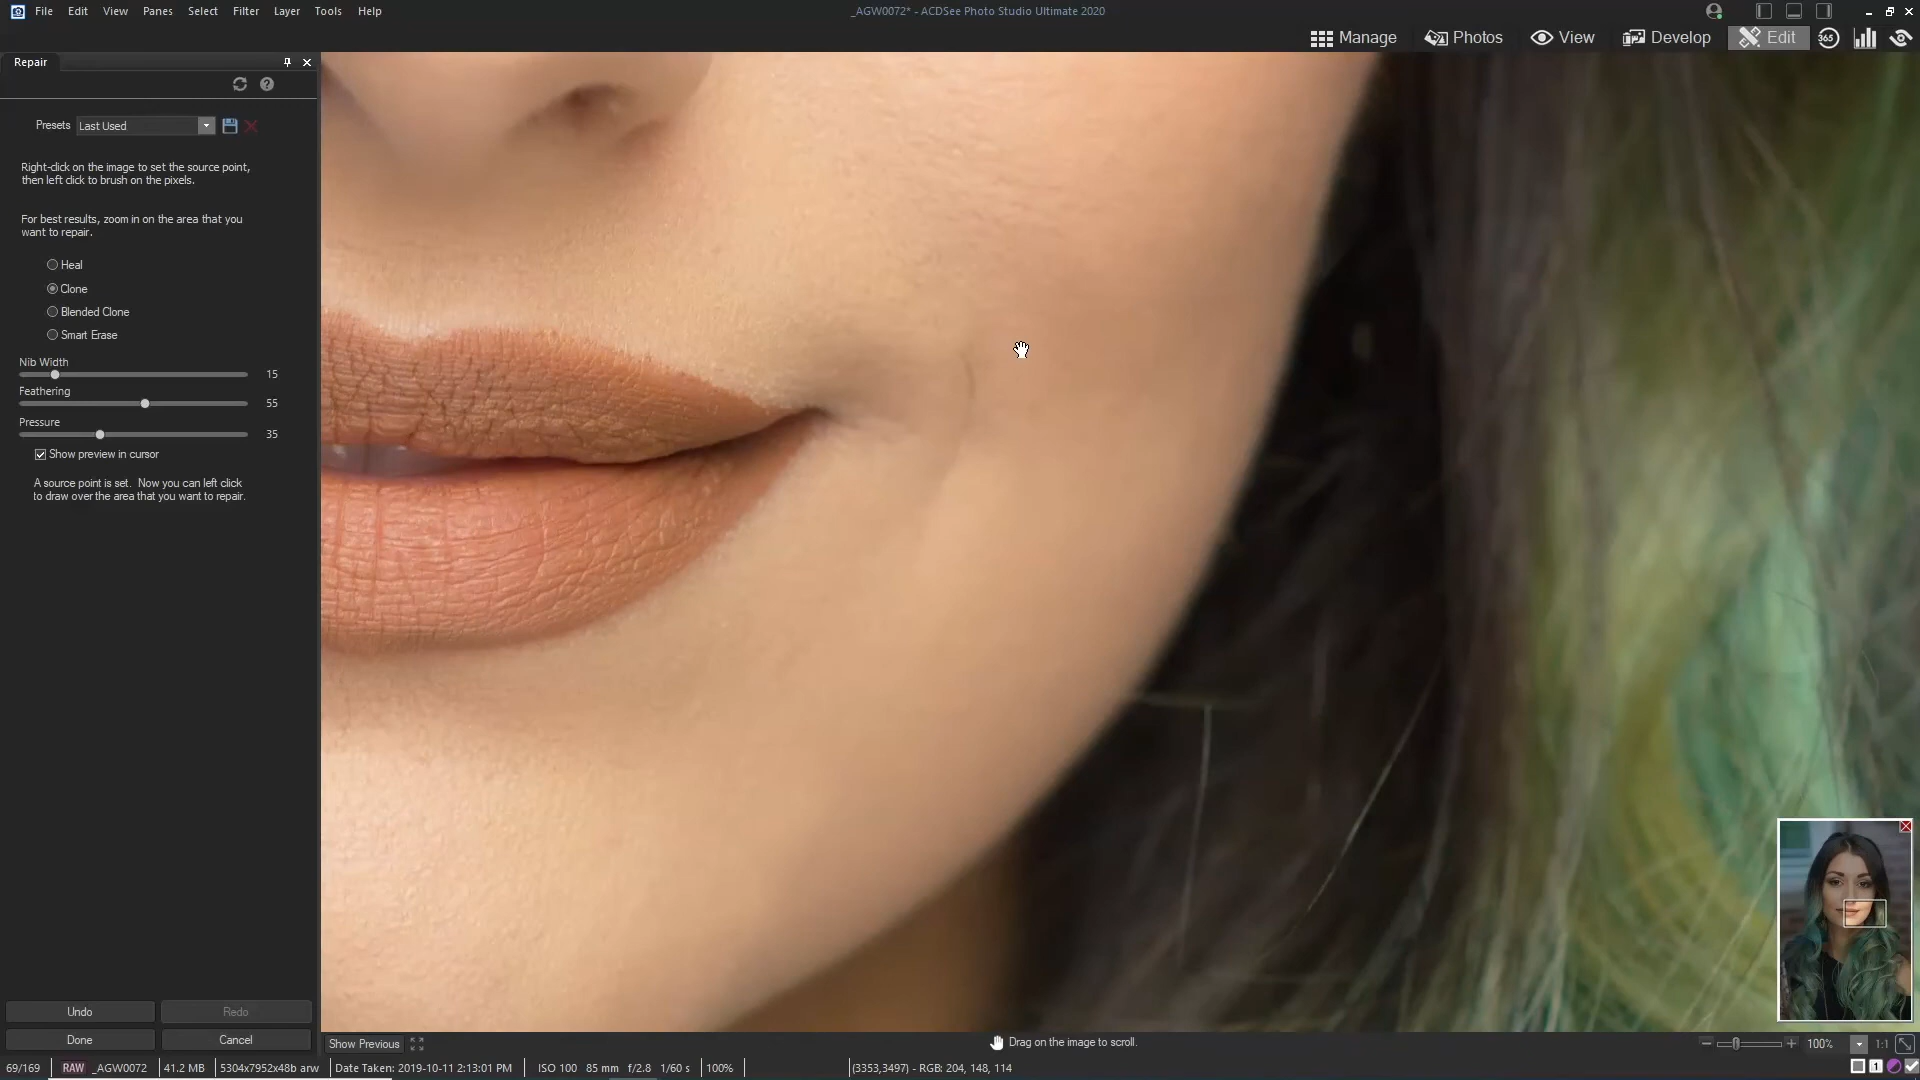 File Edit View Panes Select Filter Layer Tools Help
_AGW0072* - ACDSee Photo Studio Ultimate 2020
Manage Photos View Develop Edit 365
Repair
Presets Last Used
Right-click on the image to set the source point,
then left click to brush on the pixels.
For best results, zoom in on the area that you
want to repair.
Heal
Clone
Blended Clone
Smart Erase
Nib Width
15
Feathering
55
Pressure
35
Show preview in cursor
A source point is set. Now you can left click
to draw over the area that you want to repair.
Undo Redo
Done Cancel
Show Previous
Drag on the image to scroll.
100% 1:1
69/169 RAW _AGW0072 41.2 MB 5304x7952x48b arw Date Taken: 2019-10-11 2:13:01 PM ISO 100 85 mm f/2.8 1/60 s 100% (3353,3497) - RGB: 204, 148, 114 1